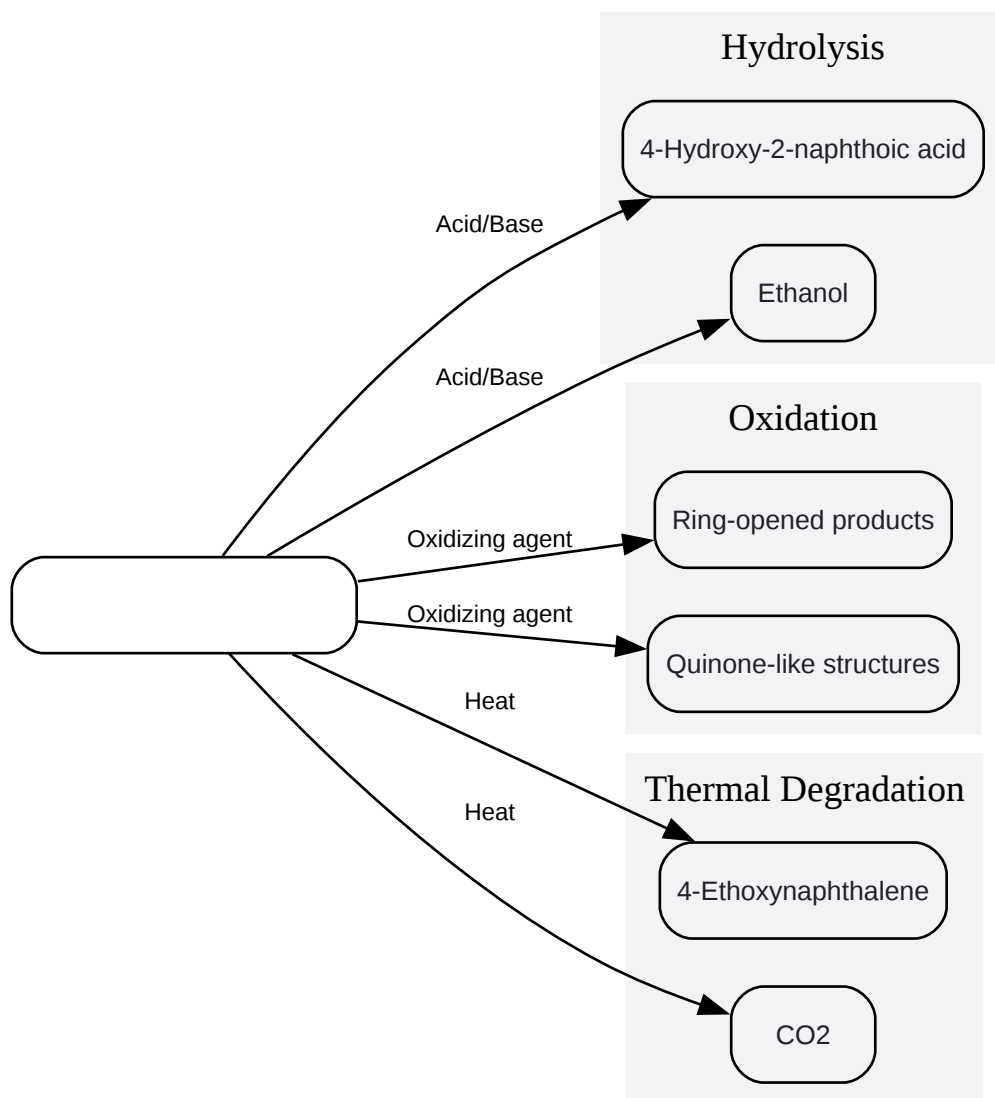 Hydrolysis
4-Hydroxy-2-naphthoic acid
Acid/Base
Ethanol
Acid/Base
Oxidation
Ring-opened products
Oxidizing agent
Oxidizing agent
Quinone-like structures
Heat
Thermal Degradation
Heat
4-Ethoxynaphthalene
CO2